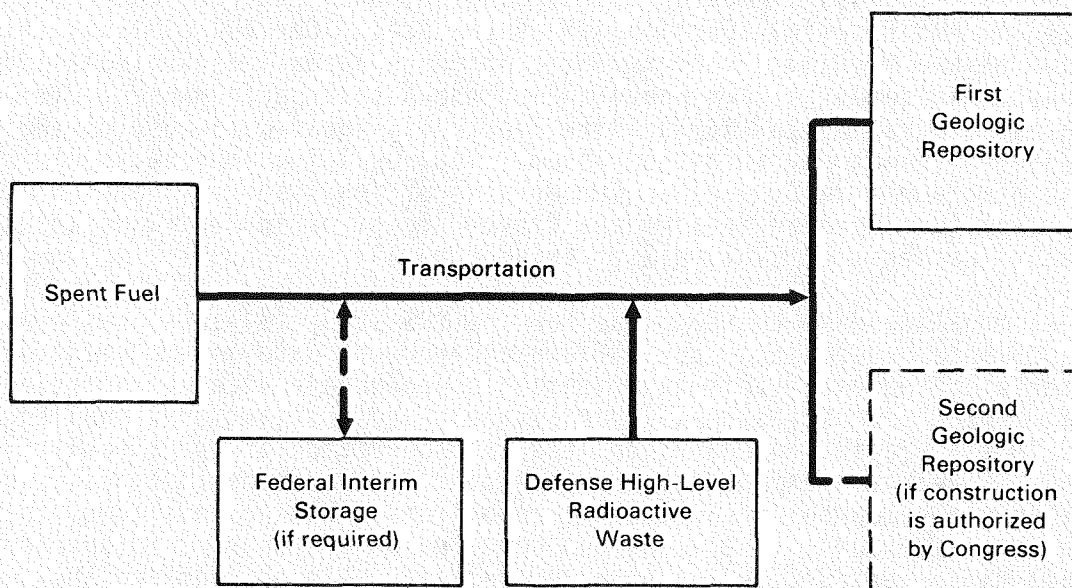 First
Geologic
Repository
Spent Fuel
Transportation
Federal Interim
Storage
(if required)
Defense High-Level
Radioactive
Waste
Second
Geologic
Repository
(if construction
is authorized
by Congress)